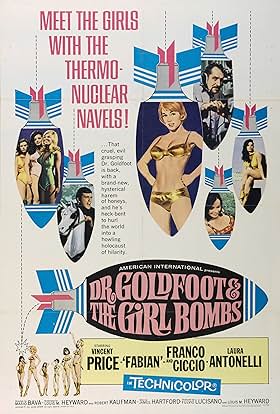 MEET THE GIRLS
WITH THE
THERMO-
NUCLEAR
NAVELS!
...That
cruel, evil
grasping
Dr. Goldfoot
is back,
with a
brand-new,
hysterical
harem of
honeys,
and he's
heck-bent
to hurl
the world
into a
howling
holocaust
of hilarity.
AMERICAN INTERNATIONAL presents
DR. GOLDFOOT &
THE GIRL BOMBS
STARRING
VINCENT PRICE · 'FABIAN' · AND FRANCO CICCIO · LAURA ANTONELLI
IN TECHNICOLOR